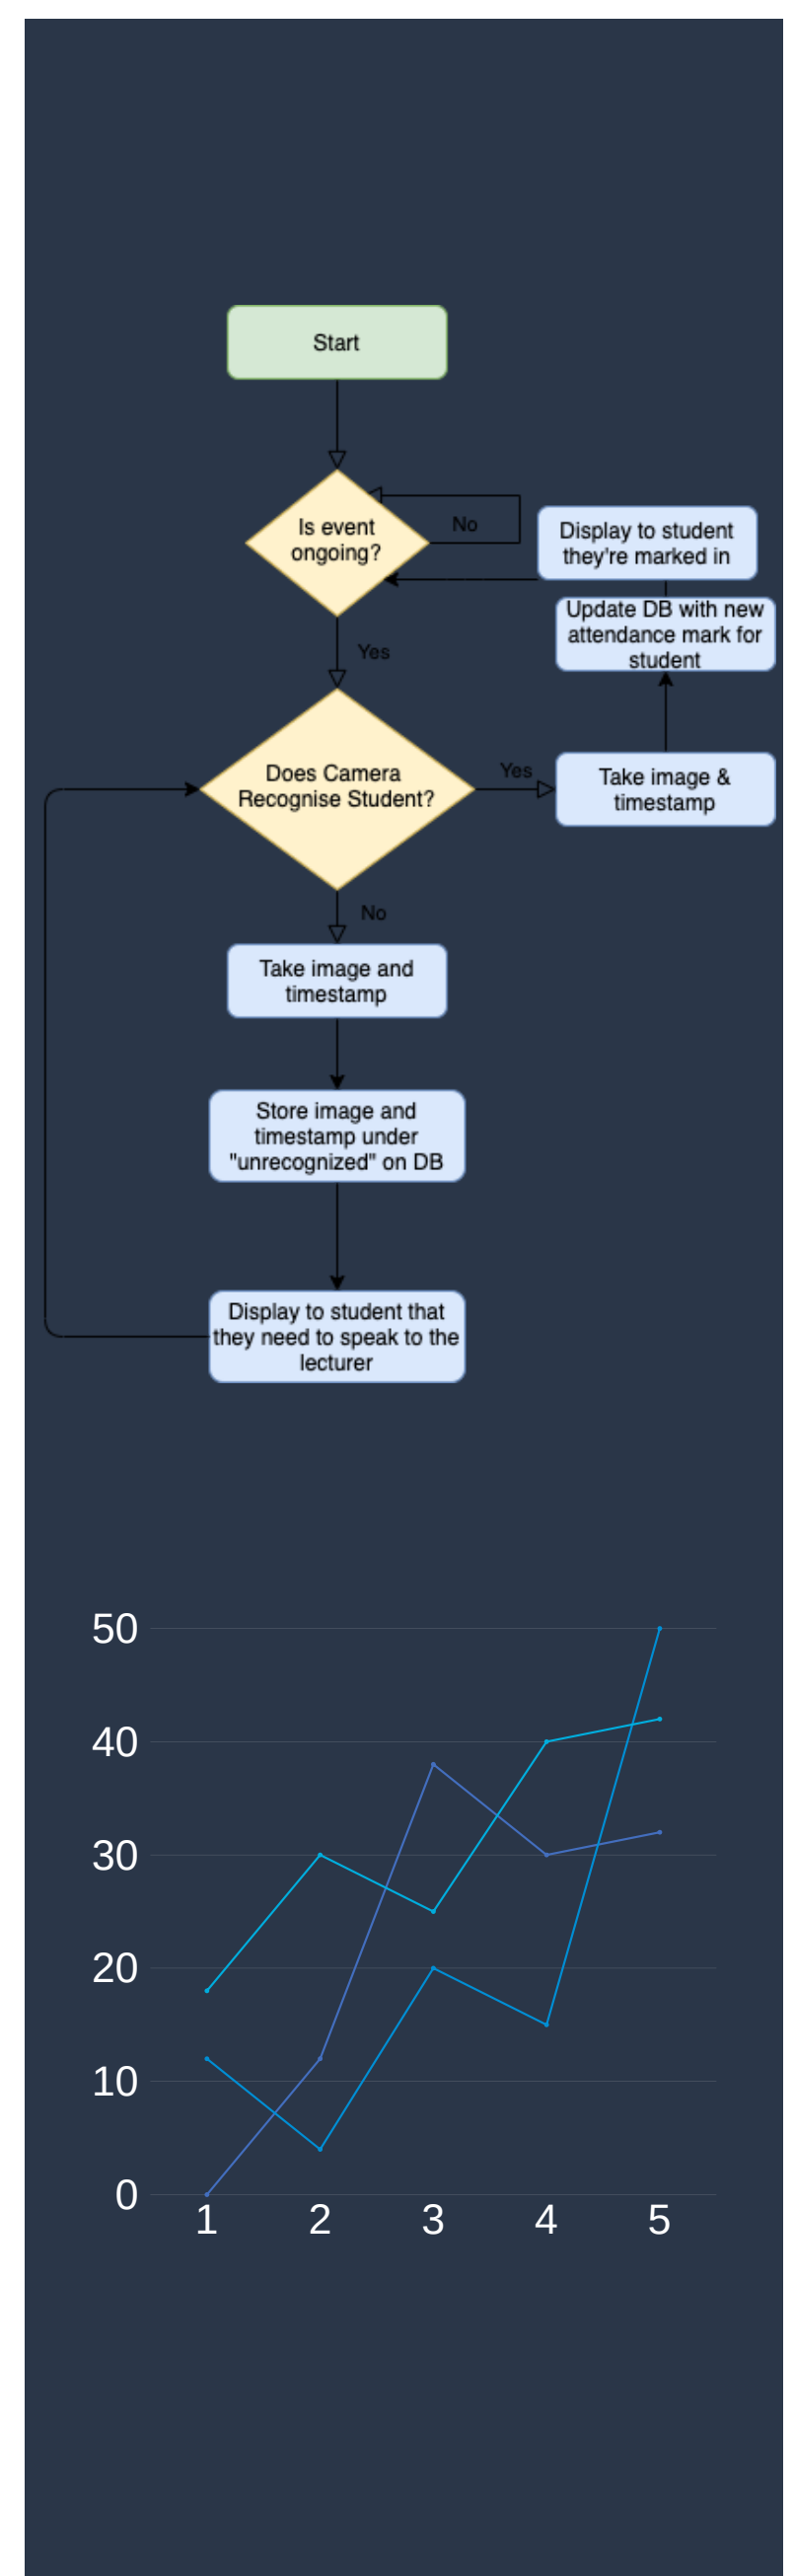 Start
Is event
ongoing?
No
Display to student
they're marked in
Update DB with new
attendance mark for
student
Yes
Does Camera
Recognise Student?
Yes
Take image &
timestamp
No
Take image and
timestamp
Store image and
timestamp under
"unrecognized" on DB
Display to student that
they need to speak to the
lecturer
50
40
30
20
10
0
1 2 3 4 5